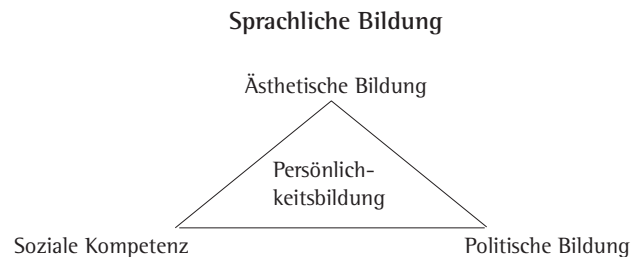 Sprachliche Bildung
Ästhetische Bildung
Persönlich-
keitsbildung
Soziale Kompetenz
Politische Bildung